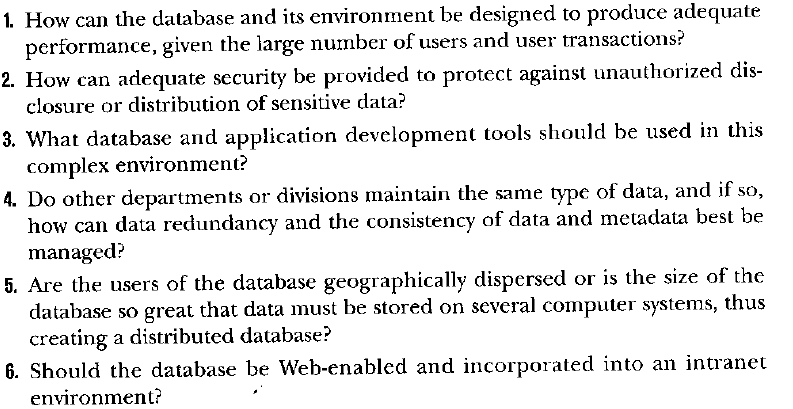 1. How can the database and its environment be designed to produce adequate
performance, given the large number of users and user transactions?
2. How can adequate security be provided to protect against unauthorized dis-
closure or distribution of sensitive data?
3. What database and application development tools should be used in this
complex environment?
4. Do other departments or divisions maintain the same type of data, and if so,
how can data redundancy and the consistency of data and metadata best be
managed?
5. Are the users of the database geographically dispersed or is the size of the
database so great that data must be stored on several computer systems, thus
creating a distributed database?
6. Should the database be Web-enabled and incorporated into an intranet
environment?